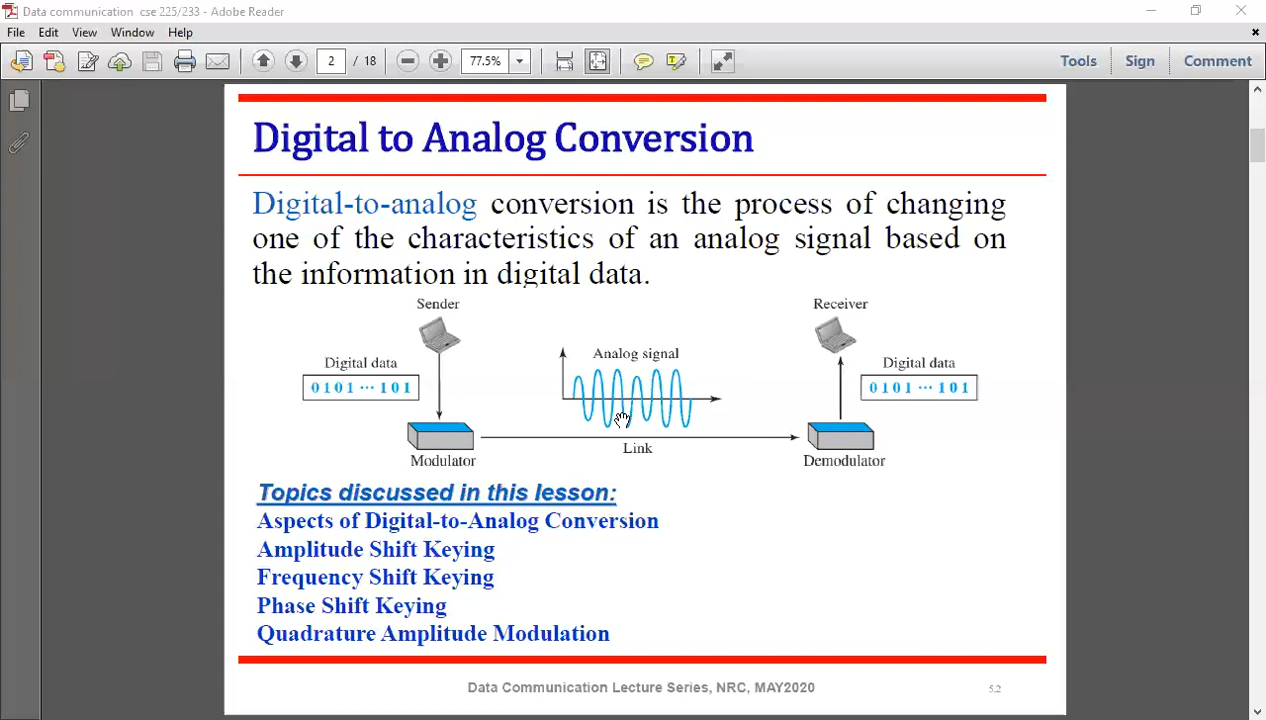 Data communication cse 225/233 - Adobe Reader
File Edit View Window Help
2 / 18 77.5% Tools Sign Comment
Digital to Analog Conversion
Digital-to-analog conversion is the process of changing
one of the characteristics of an analog signal based on
the information in digital data.
Sender Receiver
Analog signal
Digital data Digital data
0 1 0 1 ··· 1 0 1 0 1 0 1 ··· 1 0 1
Link
Modulator Demodulator
Topics discussed in this lesson:
Aspects of Digital-to-Analog Conversion
Amplitude Shift Keying
Frequency Shift Keying
Phase Shift Keying
Quadrature Amplitude Modulation
Data Communication Lecture Series, NRC, MAY2020 5.2